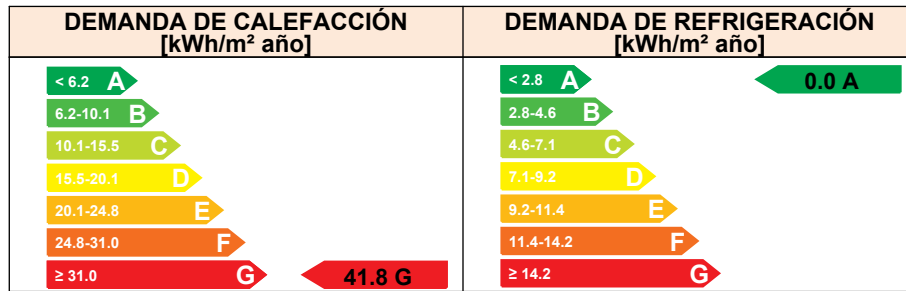 DEMANDA DE CALEFACCIÓN
[kWh/m² año]
< 6.2 A
6.2-10.1 B
10.1-15.5 C
15.5-20.1 D
20.1-24.8 E
24.8-31.0 F
≥ 31.0 G
41.8 G
DEMANDA DE REFRIGERACIÓN
[kWh/m² año]
< 2.8 A
0.0 A
2.8-4.6 B
4.6-7.1 C
7.1-9.2 D
9.2-11.4 E
11.4-14.2 F
≥ 14.2 G